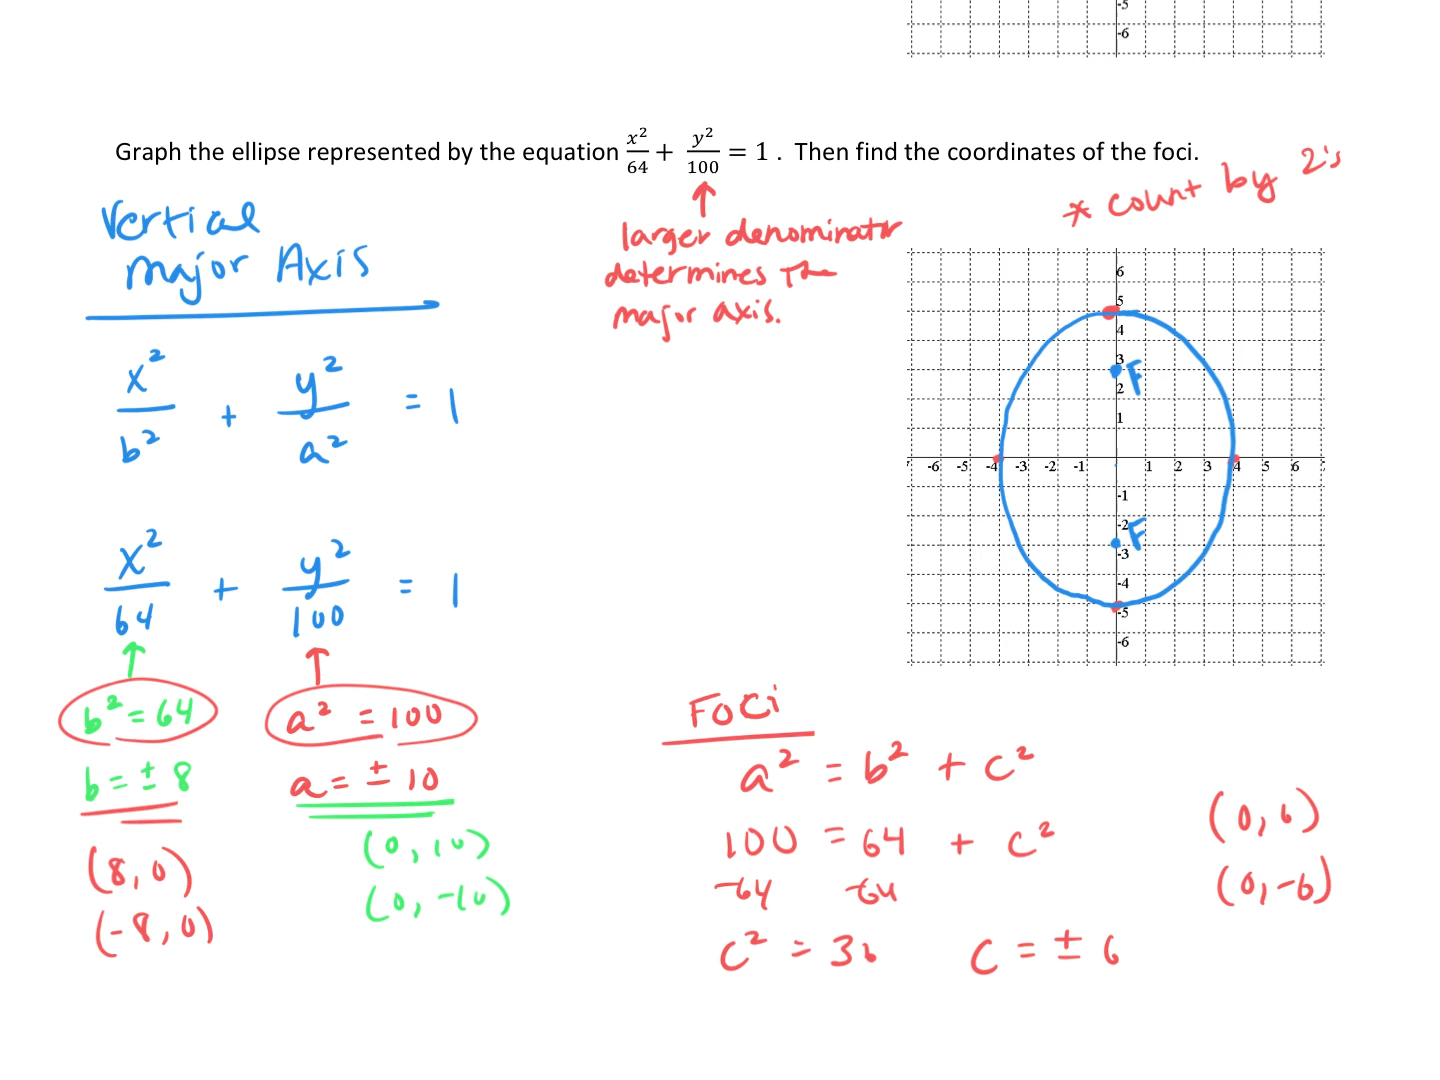 -5
-6
Graph the ellipse represented by the equation x²/64 + y²/100 = 1 . Then find the coordinates of the foci.
* count by 2's
Vertical
major Axis
↑
larger denominator
determines the
major axis.
x²/b² + y²/a² = 1
x²/64 + y²/100 = 1
↑ ↑
b² = 64 a² = 100
b = ± 8 a = ± 10
(8, 0) (0, 10)
(-8, 0) (0, -10)
6
5
4
3
F
2
1
-6 -5 -4 -3 -2 -1 1 2 3 4 5 6
-1
-2
F
-3
-4
-5
-6
Foci
a² = b² + c²
100 = 64 + c²
-64 -64
c² = 36 c = ± 6
(0, 6)
(0, -6)